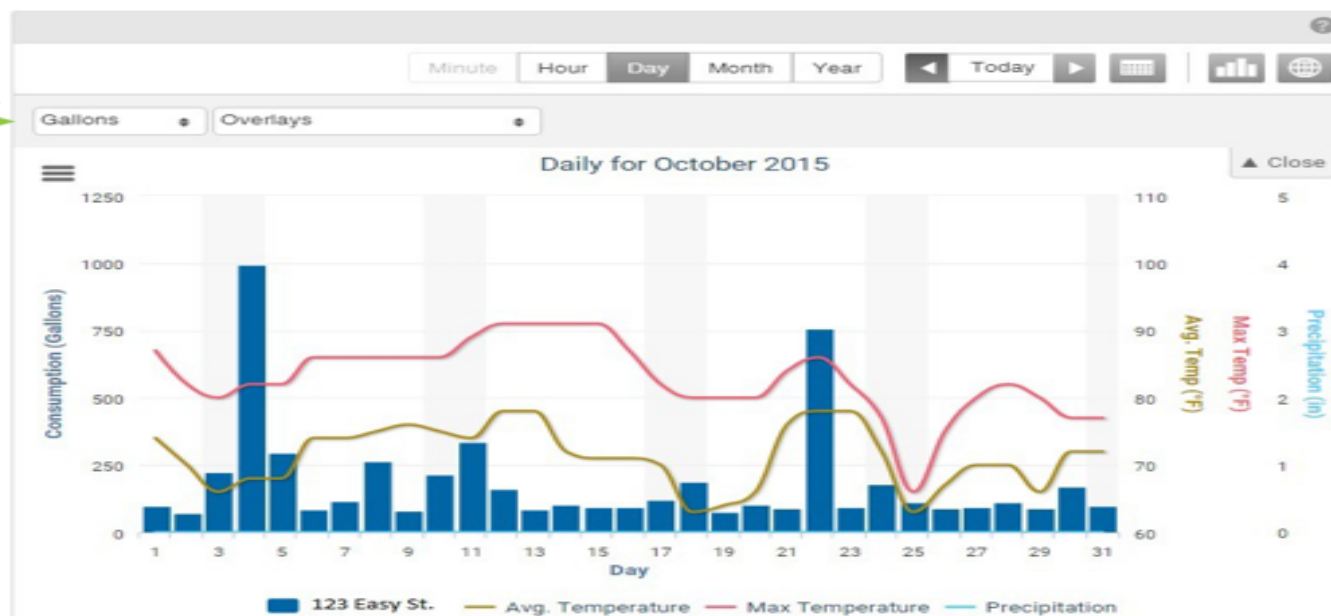 ?
Minute Hour Day Month Year Today
Gallons Overlays
Daily for October 2015
Close
1250 110 5
1000 100 4
750 90 3
500 80 2
250 70 1
0 60 0
Consumption (Gallons)
Avg. Temp (°F)
Max Temp (°F)
Precipitation (in)
1 3 5 7 9 11 13 15 17 19 21 23 25 27 29 31
Day
123 Easy St. Avg. Temperature Max Temperature Precipitation